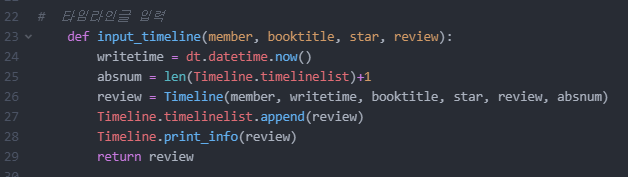 22 # 타임라인글 입력
23 def input_timeline(member, booktitle, star, review):
24 writetime = dt.datetime.now()
25 absnum = len(Timeline.timelinelist)+1
26 review = Timeline(member, writetime, booktitle, star, review, absnum)
27 Timeline.timelinelist.append(review)
28 Timeline.print_info(review)
29 return review